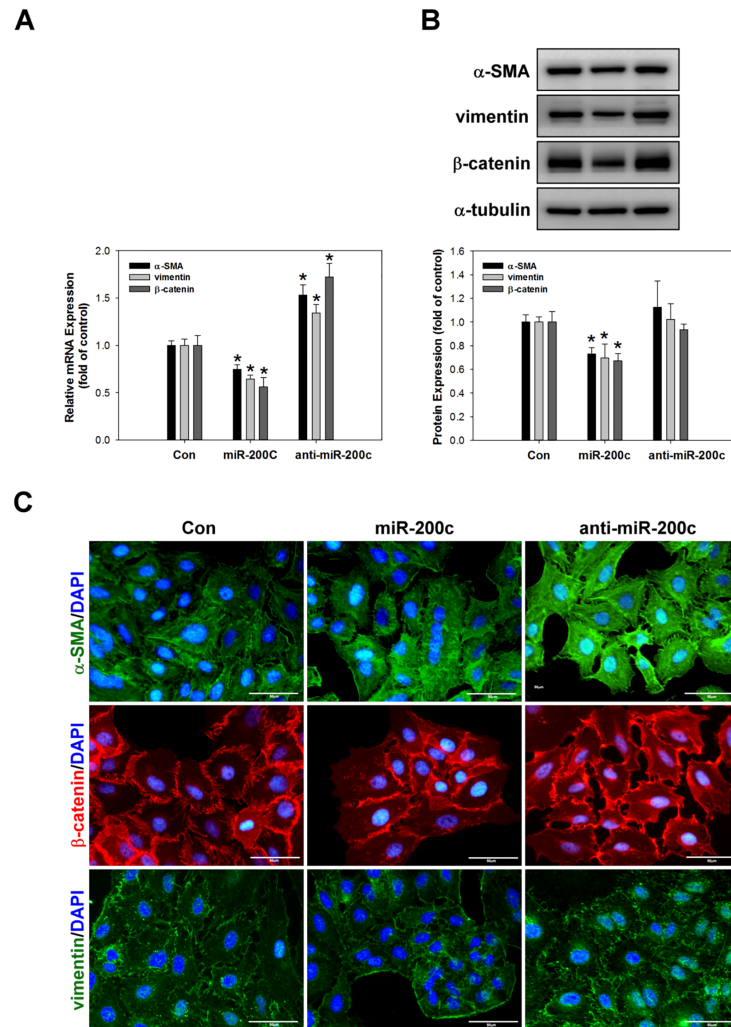 A
B
α-SMA
vimentin
β-catenin
α-tubulin
Relative mRNA Expression
(fold of control)
2.0
1.5
1.0
0.5
0.0
α-SMA
vimentin
β-catenin
* * *
* * *
Con miR-200C anti-miR-200c
Protein Expression (fold of control)
1.6
1.4
1.2
1.0
0.8
0.6
0.4
0.2
0.0
α-SMA
vimentin
β-catenin
* * *
Con miR-200c anti-miR-200c
C
Con miR-200c anti-miR-200c
α-SMA/DAPI
β-catenin/DAPI
vimentin/DAPI